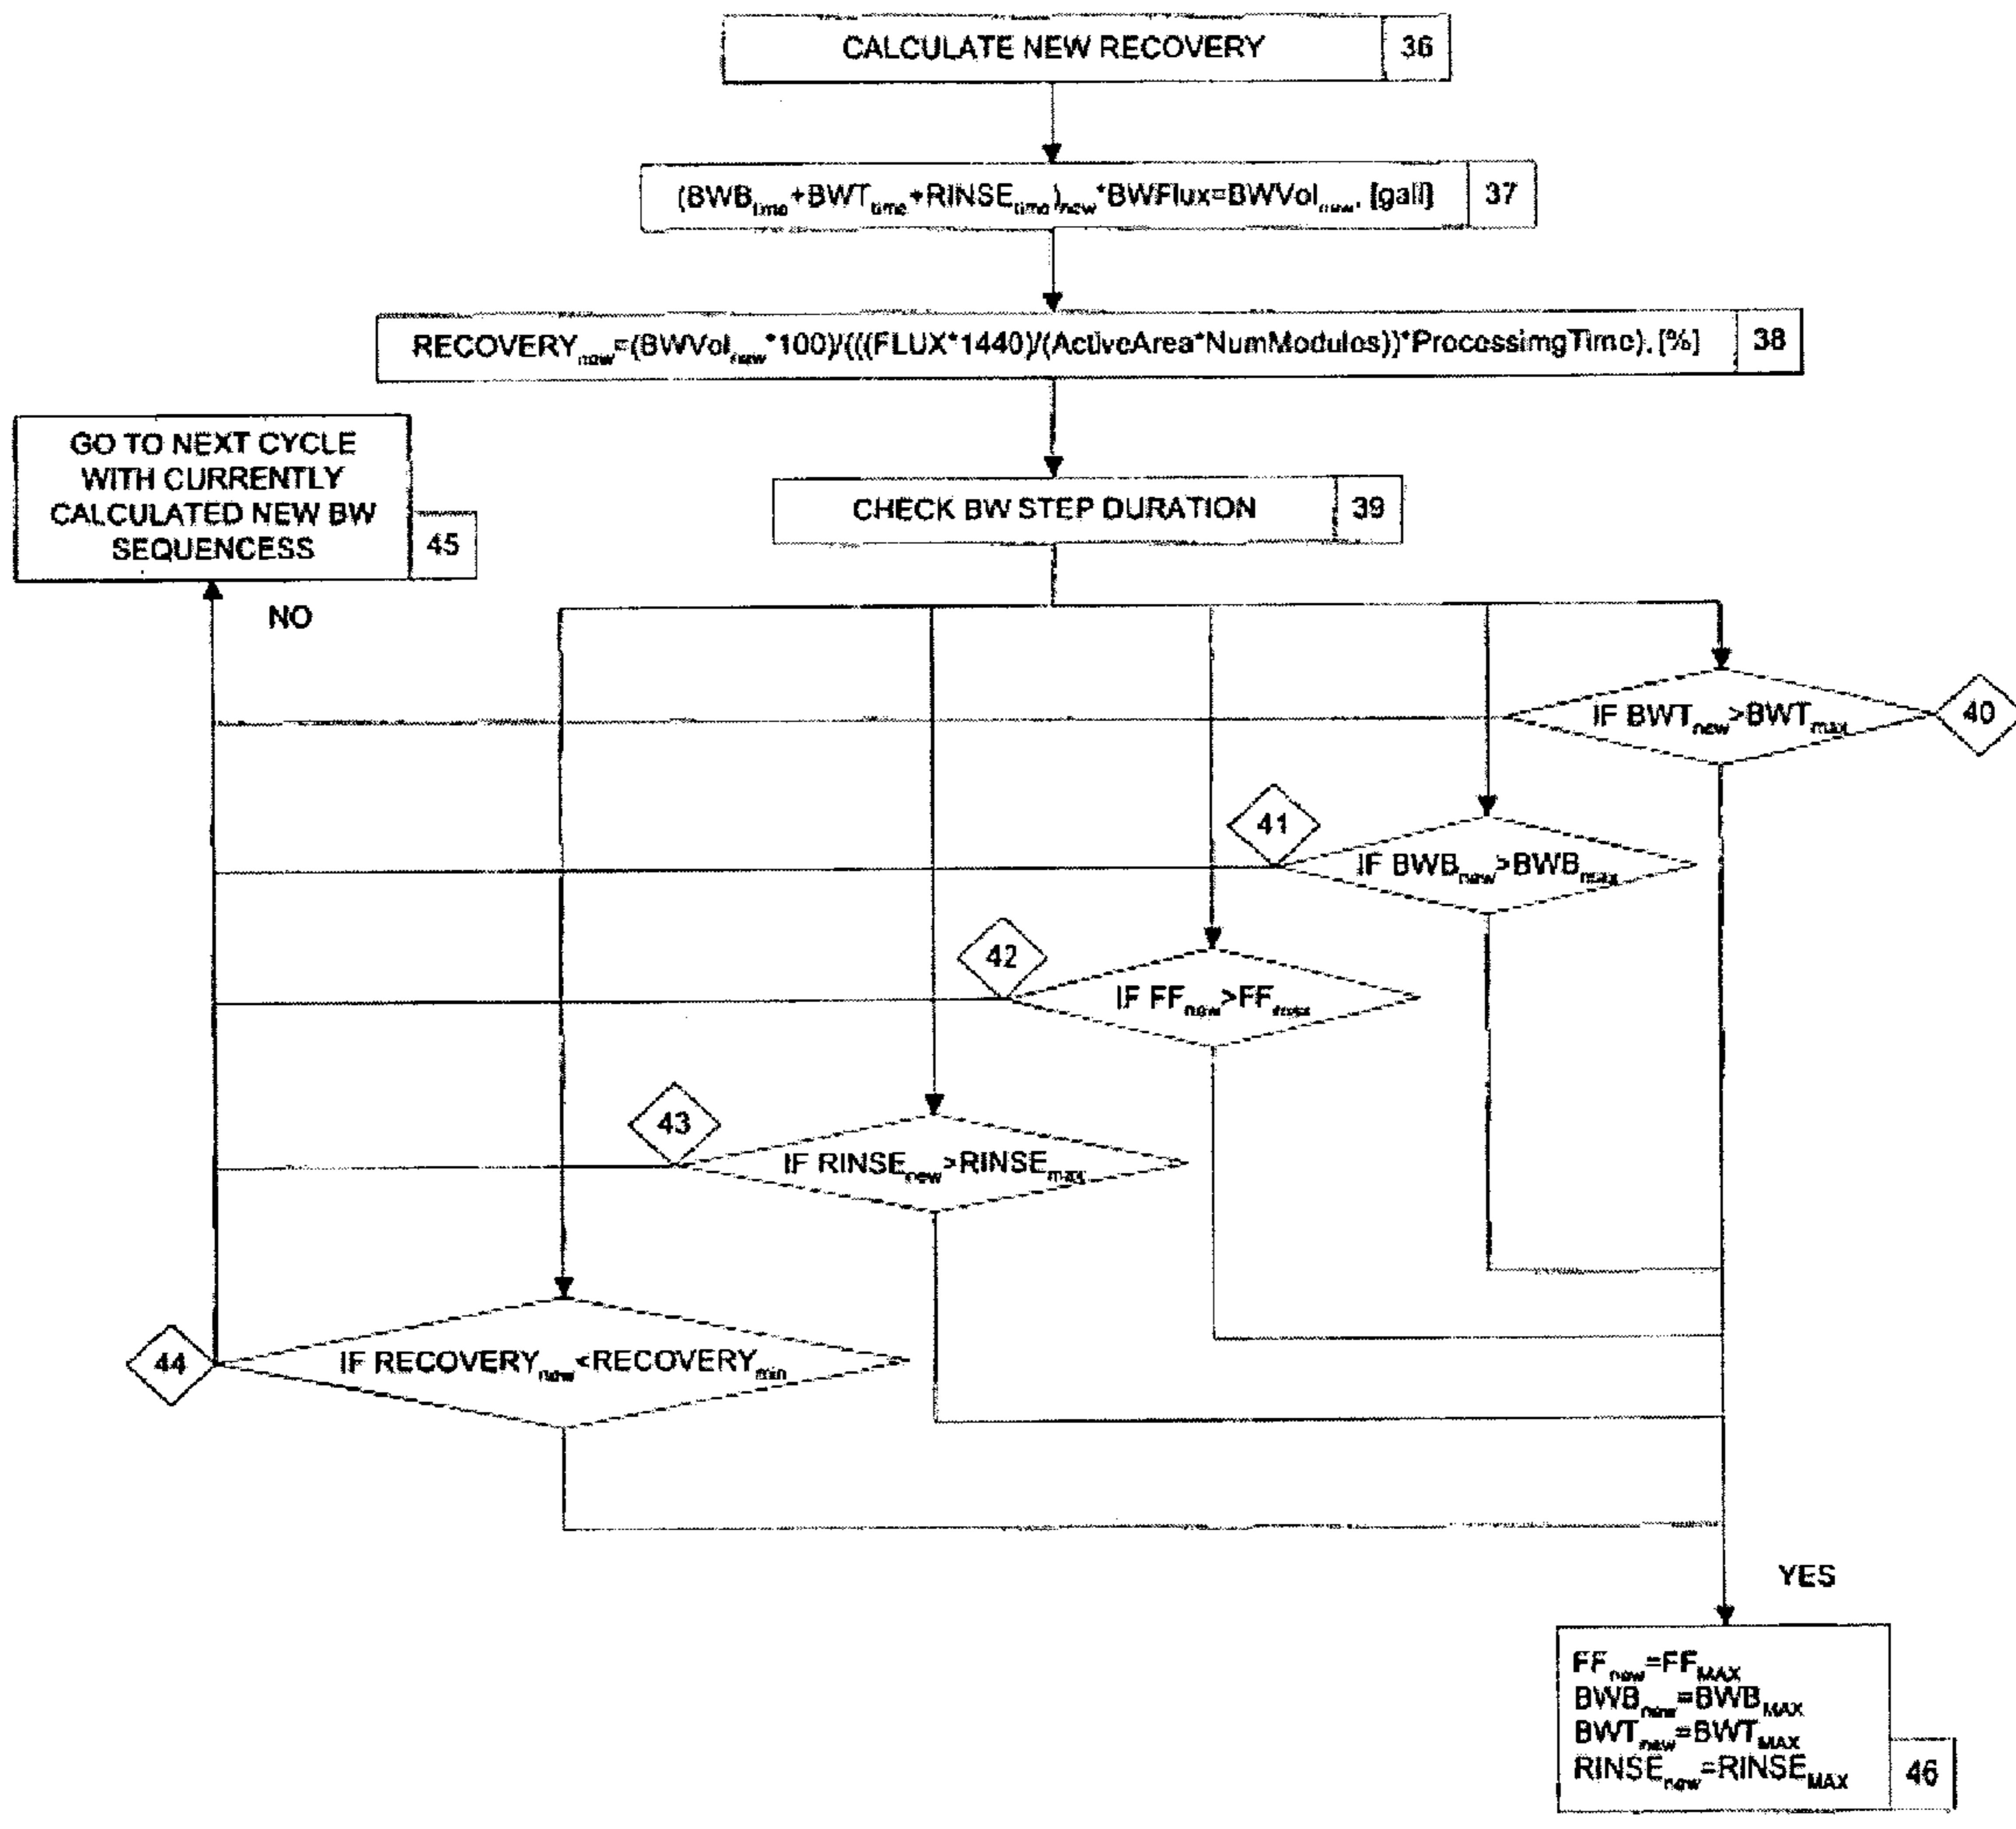 CALCULATE NEW RECOVERY 36
(BWBtime+BWTtime+RINSEtime)new*BWFlux=BWVolnew, [gall] 37
RECOVERYnew=(BWVolnew*100)/(((FLUX*1440)/(ActiveArea*NumModules))*ProcessimgTime), [%] 38
GO TO NEXT CYCLE
WITH CURRENTLY
CALCULATED NEW BW
SEQUENCESS
45
CHECK BW STEP DURATION 39
NO
IF BWTnew>BWTmax 40
41
IF BWBnew>BWBmax
42
IF FFnew>FFmax
43
IF RINSEnew>RINSEmax
44 IF RECOVERYnew<RECOVERYmin
YES
FFnew=FFMAX
BWBnew=BWBMAX
BWTnew=BWTMAX
RINSEnew=RINSEMAX
46